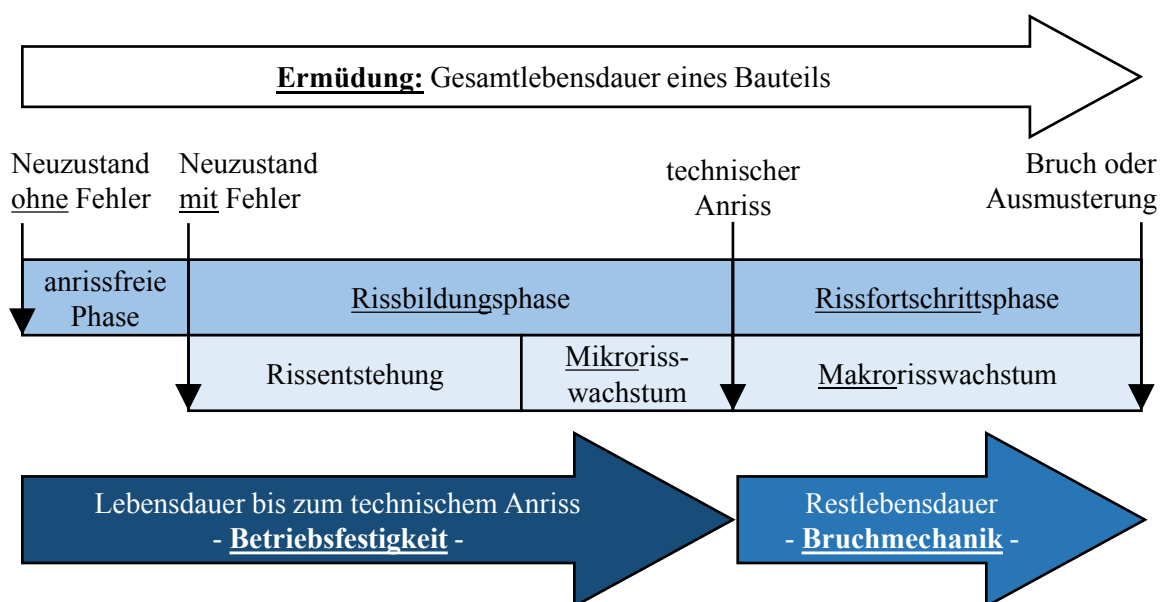 Ermüdung: Gesamtlebensdauer eines Bauteils
Neuzustand
ohne Fehler
Neuzustand
mit Fehler
technischer
Anriss
Bruch oder
Ausmusterung
anrissfreie
Phase
Rissbildungsphase
Rissfortschrittsphase
Rissentstehung
Mikroriss-
wachstum
Makrorisswachstum
Lebensdauer bis zum technischem Anriss
- Betriebsfestigkeit -
Restlebensdauer
- Bruchmechanik -